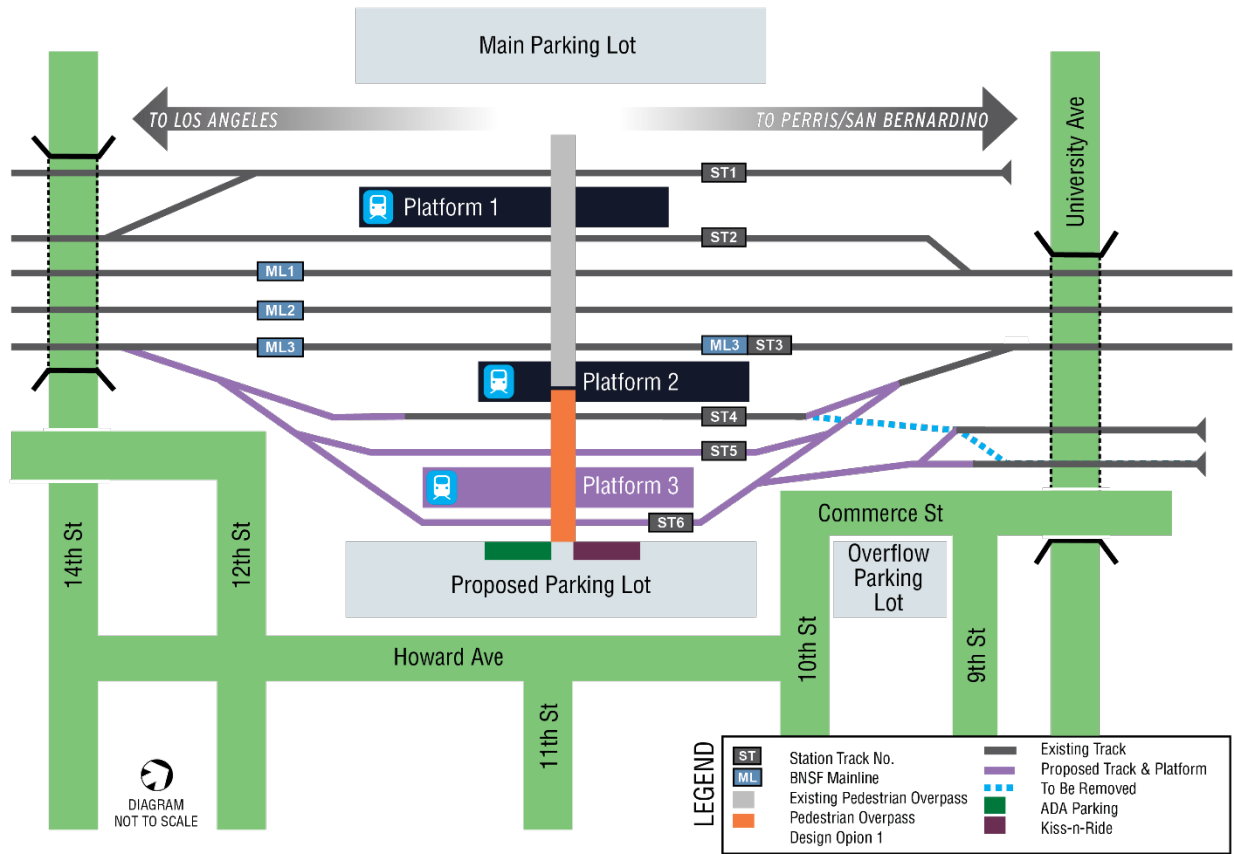 Main Parking Lot
TO LOS ANGELES
TO PERRIS/SAN BERNARDINO
University Ave
ST1
Platform 1
ST2
ML1
ML2
ML3
ML3 ST3
Platform 2
ST4
ST5
Platform 3
ST6
Commerce St
14th St
12th St
Proposed Parking Lot
Overflow
Parking
Lot
10th St
9th St
Howard Ave
11th St
DIAGRAM
NOT TO SCALE
LEGEND
ST Station Track No.
ML BNSF Mainline
Existing Pedestrian Overpass
Pedestrian Overpass
Design Opion 1
Existing Track
Proposed Track & Platform
To Be Removed
ADA Parking
Kiss-n-Ride